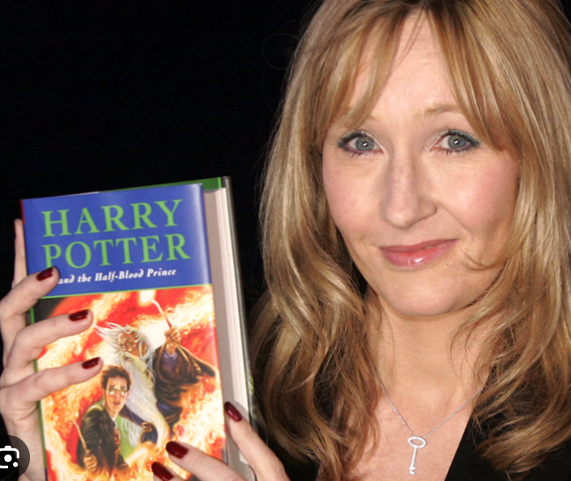 HARRY
POTTER
and the Half-Blood Prince